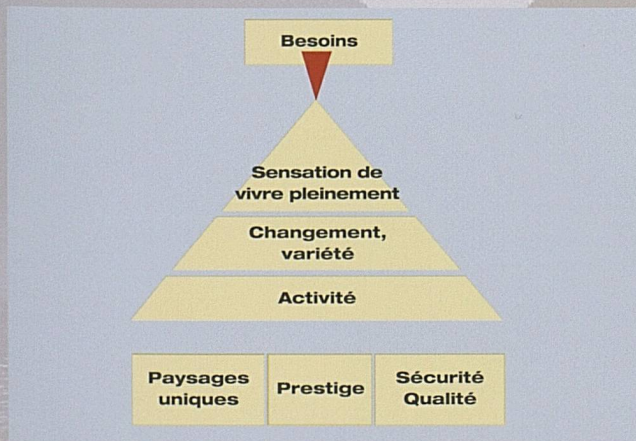 Besoins
Sensation de
vivre pleinement
Changement,
variété
Activité
Paysages
uniques
Prestige
Sécurité
Qualité